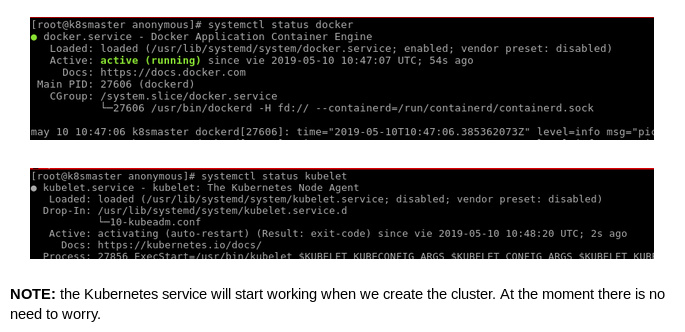 [root@k8smaster anonymous]# systemctl status docker
● docker.service - Docker Application Container Engine
Loaded: loaded (/usr/lib/systemd/system/docker.service; enabled; vendor preset: disabled)
Active: active (running) since vie 2019-05-10 10:47:07 UTC; 54s ago
Docs: https://docs.docker.com
Main PID: 27606 (dockerd)
CGroup: /system.slice/docker.service
└─27606 /usr/bin/dockerd -H fd:// --containerd=/run/containerd/containerd.sock
may 10 10:47:06 k8smaster dockerd[27606]: time="2019-05-10T10:47:06.385362073Z" level=info msg="pic
[root@k8smaster anonymous]# systemctl status kubelet
● kubelet.service - kubelet: The Kubernetes Node Agent
Loaded: loaded (/usr/lib/systemd/system/kubelet.service; disabled; vendor preset: disabled)
Drop-In: /usr/lib/systemd/system/kubelet.service.d
└─10-kubeadm.conf
Active: activating (auto-restart) (Result: exit-code) since vie 2019-05-10 10:48:20 UTC; 2s ago
Docs: https://kubernetes.io/docs/
Process: 27856 ExecStart=/usr/bin/kubelet $KUBELET_KUBECONFIG_ARGS $KUBELET_CONFIG_ARGS $KUBELET_KUBE
NOTE: the Kubernetes service will start working when we create the cluster. At the moment there is no
need to worry.